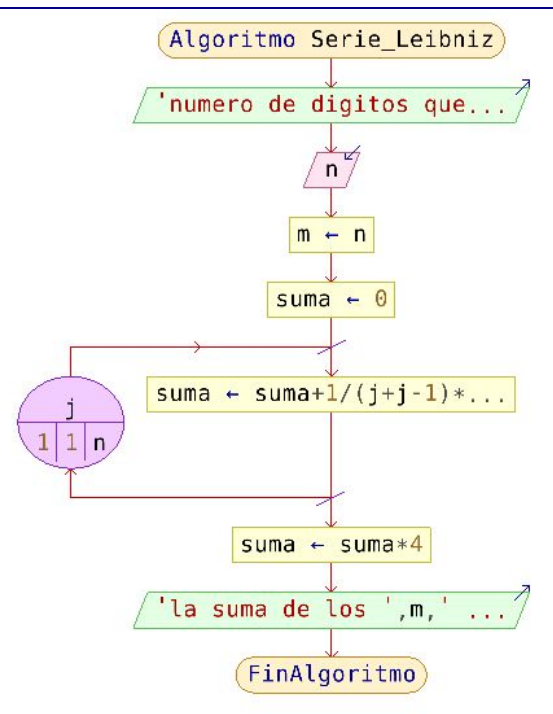 Algoritmo Serie_Leibniz
'numero de digitos que...
n
m ← n
suma ← 0
suma ← suma+1/(j+j-1)*...
j
1 1 n
suma ← suma*4
'la suma de los ',m,' ...
FinAlgoritmo